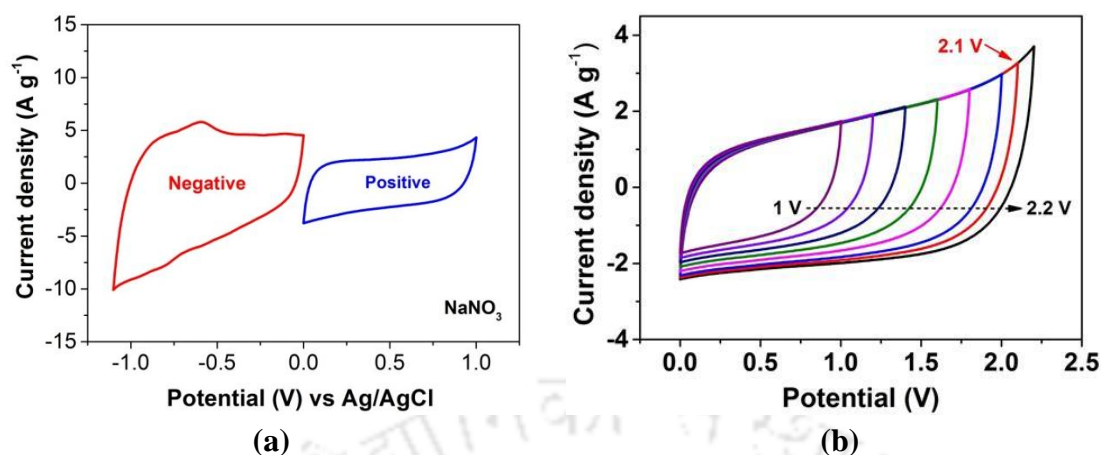 Current density (A g⁻¹)
15
10
5
0
-5
-10
-15
Negative
Positive
NaNO₃
-1.0
-0.5
0.0
0.5
1.0
Potential (V) vs Ag/AgCl
(a)
Current density (A g⁻¹)
4
2
0
-2
-4
2.1 V
1 V
2.2 V
0.0
0.5
1.0
1.5
2.0
2.5
Potential (V)
(b)